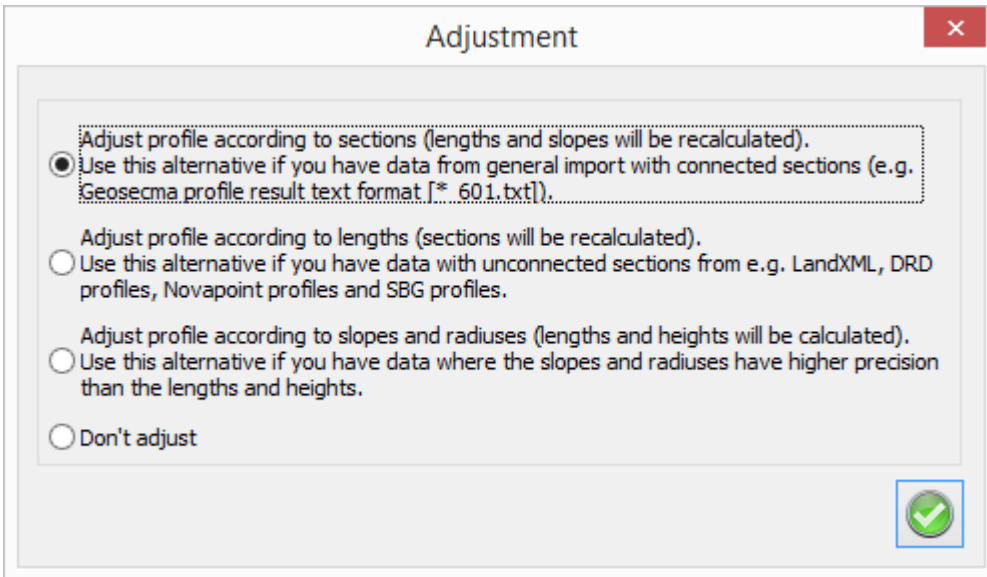 Adjustment
Adjust profile according to sections (lengths and slopes will be recalculated).
Use this alternative if you have data from general import with connected sections (e.g.
Geosecma profile result text format [*_601.txt]).
Adjust profile according to lengths (sections will be recalculated).
Use this alternative if you have data with unconnected sections from e.g. LandXML, DRD
profiles, Novapoint profiles and SBG profiles.
Adjust profile according to slopes and radiuses (lengths and heights will be calculated).
Use this alternative if you have data where the slopes and radiuses have higher precision
than the lengths and heights.
Don't adjust